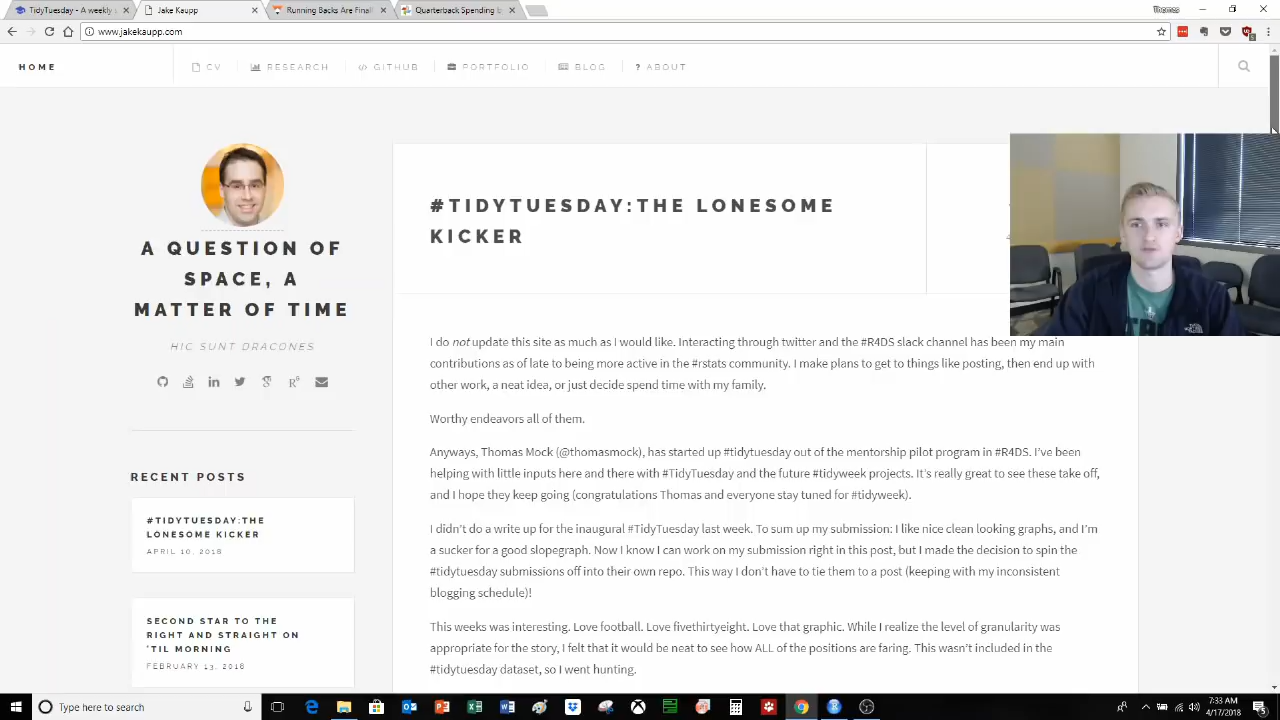 TidyTuesday - A weekly
Jake Kaupp
Running Backs Are Final
Quarterback Spending b
Thomas
www.jakekaupp.com
HOME
CV
RESEARCH
GITHUB
PORTFOLIO
BLOG
? ABOUT
A QUESTION OF
SPACE, A
MATTER OF TIME
HIC SUNT DRACONES
RECENT POSTS
#TIDYTUESDAY:THE
LONESOME KICKER
APRIL 10, 2018
SECOND STAR TO THE
RIGHT AND STRAIGHT ON
'TIL MORNING
FEBRUARY 13, 2018
#TIDYTUESDAY:THE LONESOME
KICKER
I do not update this site as much as I would like. Interacting through twitter and the #R4DS slack channel has been my main
contributions as of late to being more active in the #rstats community. I make plans to get to things like posting, then end up with
other work, a neat idea, or just decide spend time with my family.
Worthy endeavors all of them.
Anyways, Thomas Mock (@thomasmock), has started up #tidytuesday out of the mentorship pilot program in #R4DS. I've been
helping with little inputs here and there with #TidyTuesday and the future #tidyweek projects. It's really great to see these take off,
and I hope they keep going (congratulations Thomas and everyone stay tuned for #tidyweek).
I didn't do a write up for the inaugural #TidyTuesday last week. To sum up my submission: I like nice clean looking graphs, and I'm
a sucker for a good slopegraph. Now I know I can work on my submission right in this post, but I made the decision to spin the
#tidytuesday submissions off into their own repo. This way I don't have to tie them to a post (keeping with my inconsistent
blogging schedule)!
This weeks was interesting. Love football. Love fivethirtyeight. Love that graphic. While I realize the level of granularity was
appropriate for the story, I felt that it would be neat to see how ALL of the positions are faring. This wasn't included in the
#tidytuesday dataset, so I went hunting.
Type here to search
7:33 AM
4/17/2018